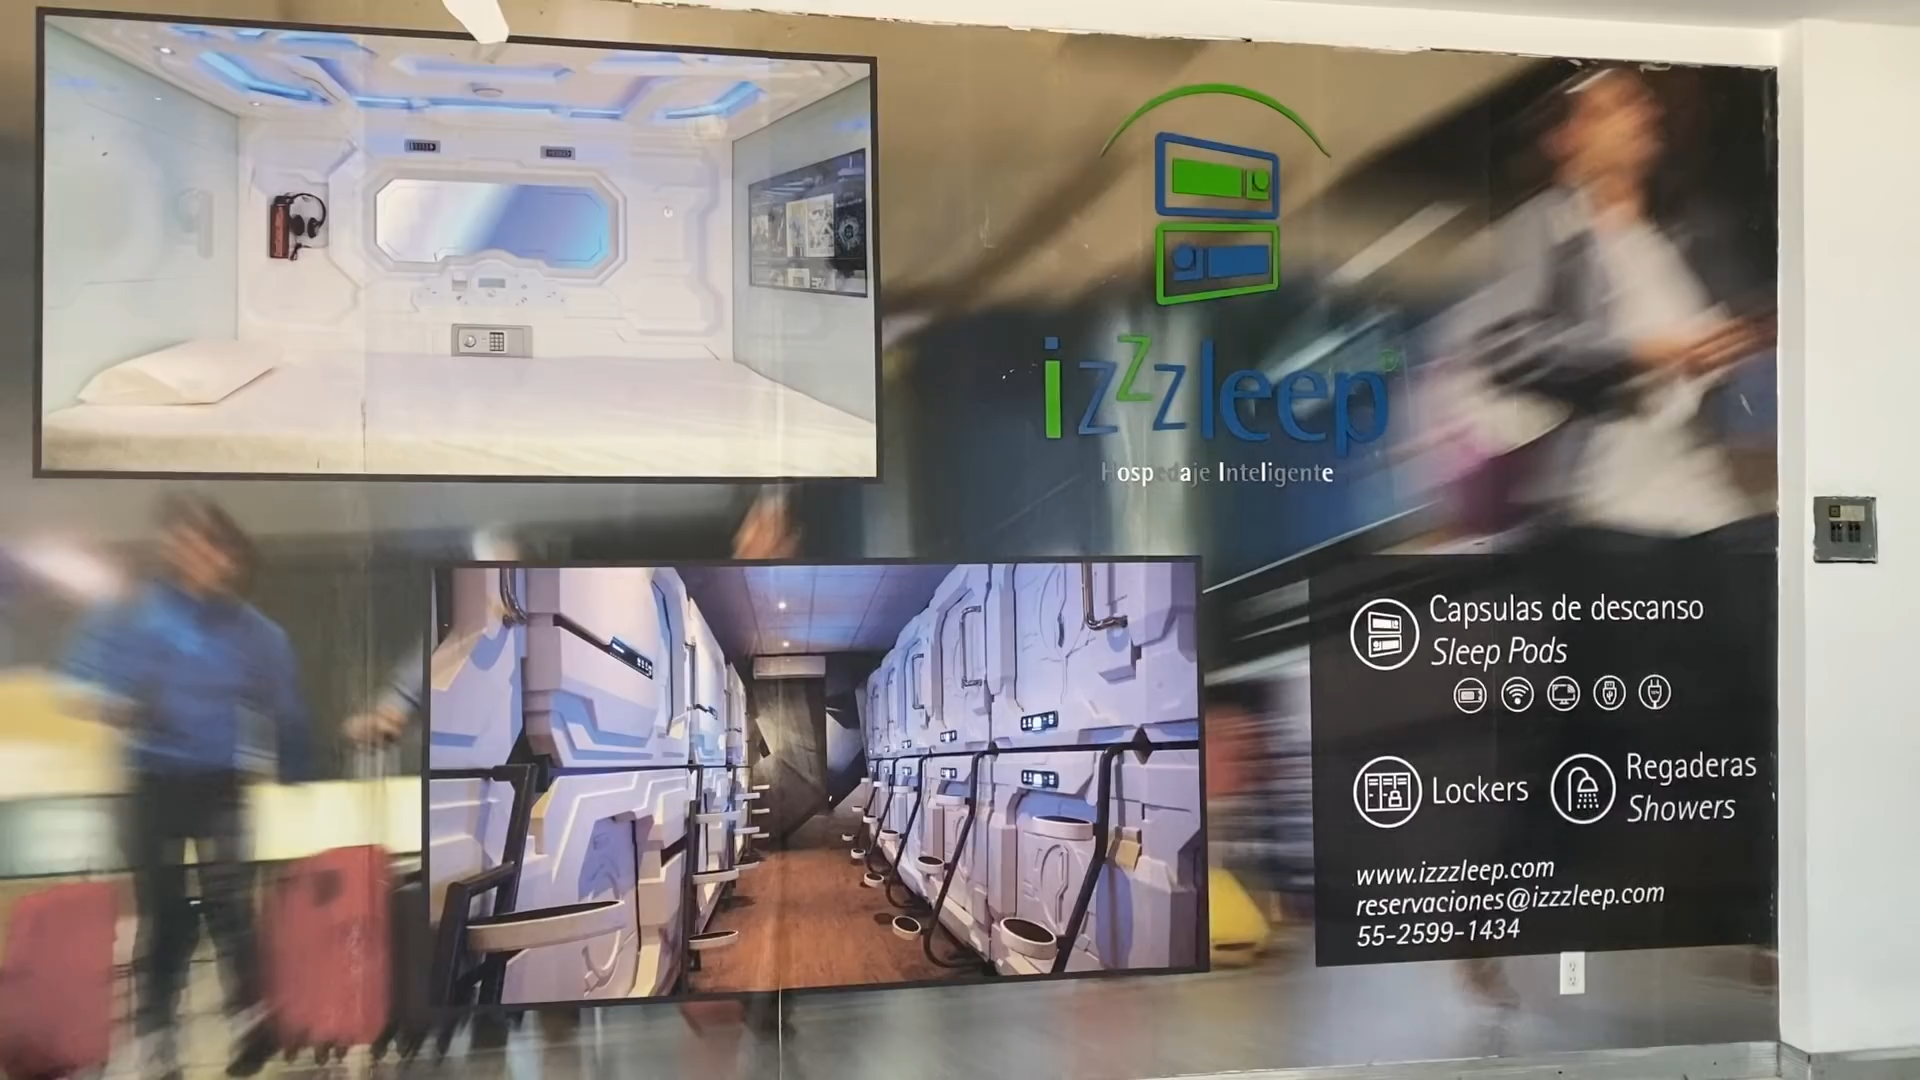 izzzleep
Hospedaje Inteligente
Capsulas de descanso
Sleep Pods
Lockers
Regaderas
Showers
www.izzzleep.com
reservaciones@izzzleep.com
55-2599-1434